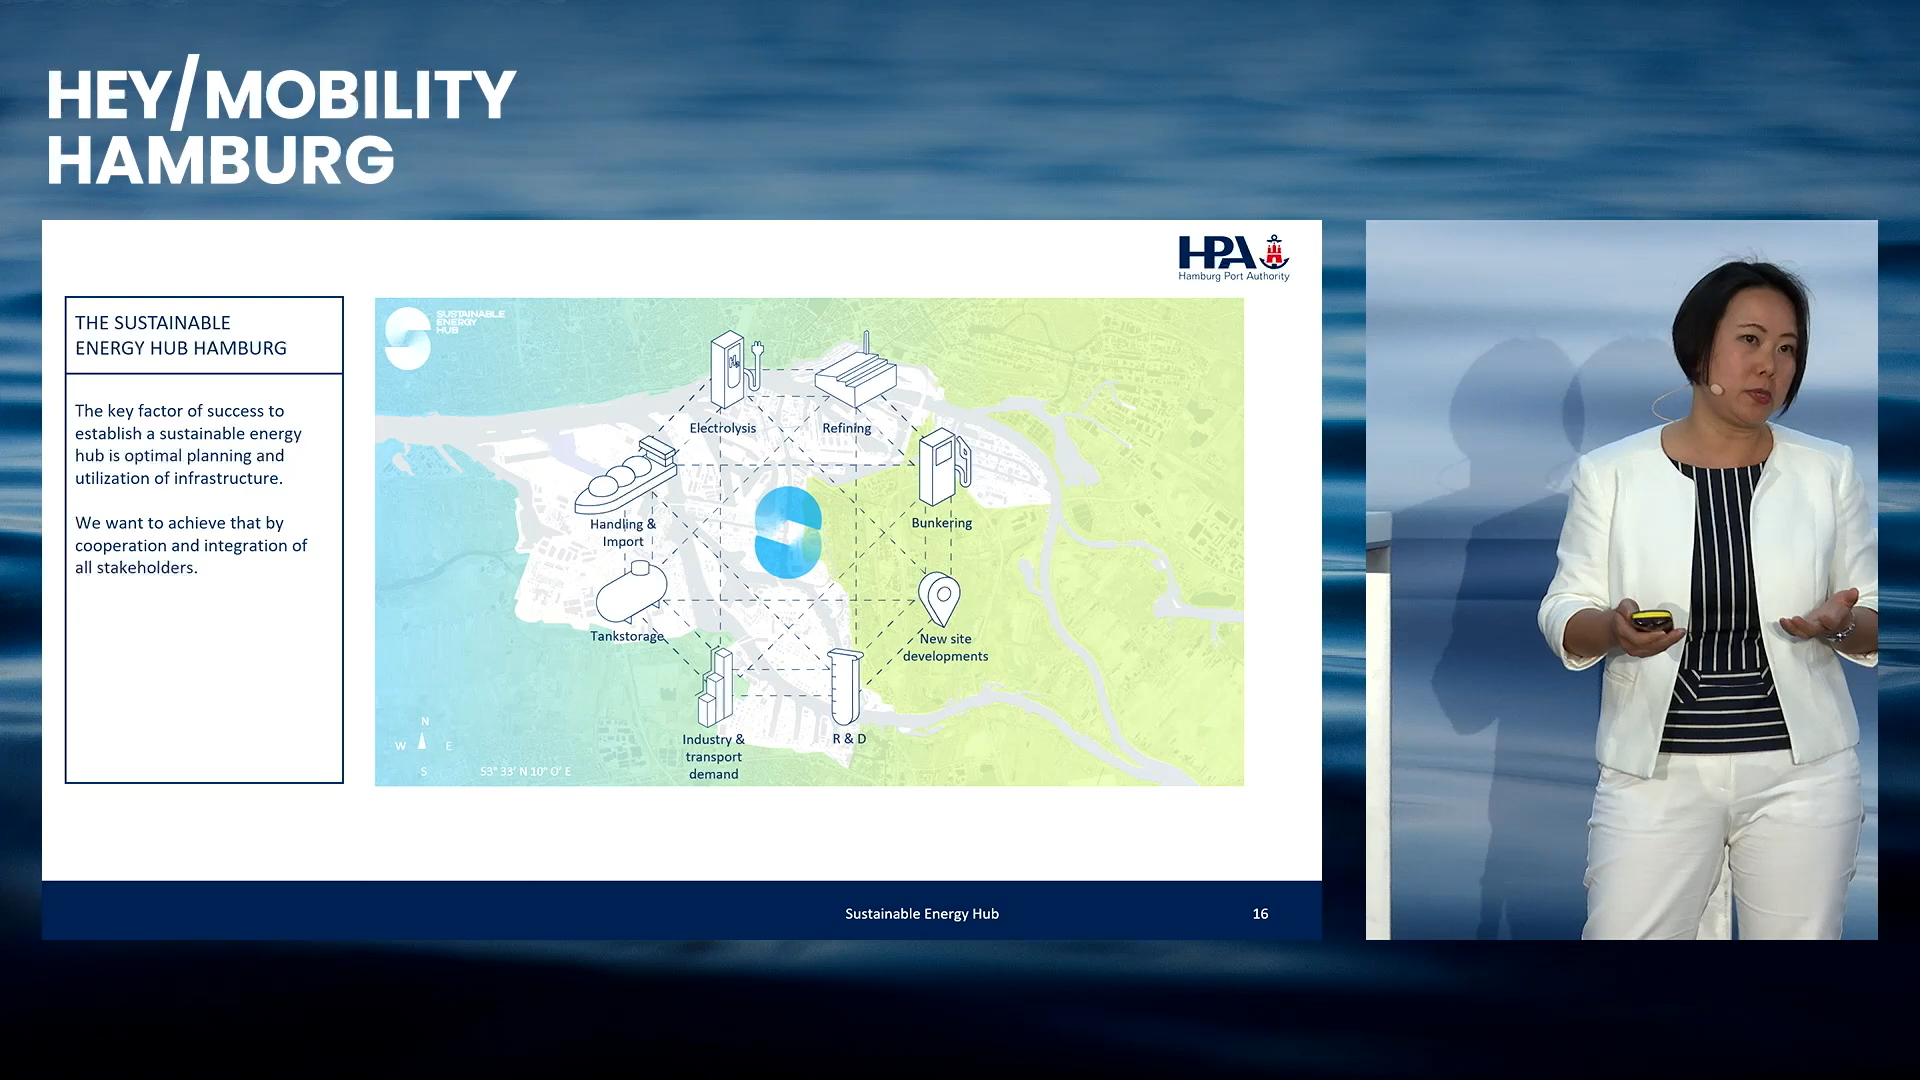 HEY/MOBILITY
HAMBURG
HPA
Hamburg Port Authority
THE SUSTAINABLE
ENERGY HUB HAMBURG
The key factor of success to
establish a sustainable energy
hub is optimal planning and
utilization of infrastructure.
We want to achieve that by
cooperation and integration of
all stakeholders.
SUSTAINABLE
ENERGY
HUB
H2
Electrolysis
Refining
Handling &
Import
Bunkering
Tankstorage
New site
developments
Industry &
transport
demand
R & D
N
W E
S
53° 33' N 10° O' E
Sustainable Energy Hub
16